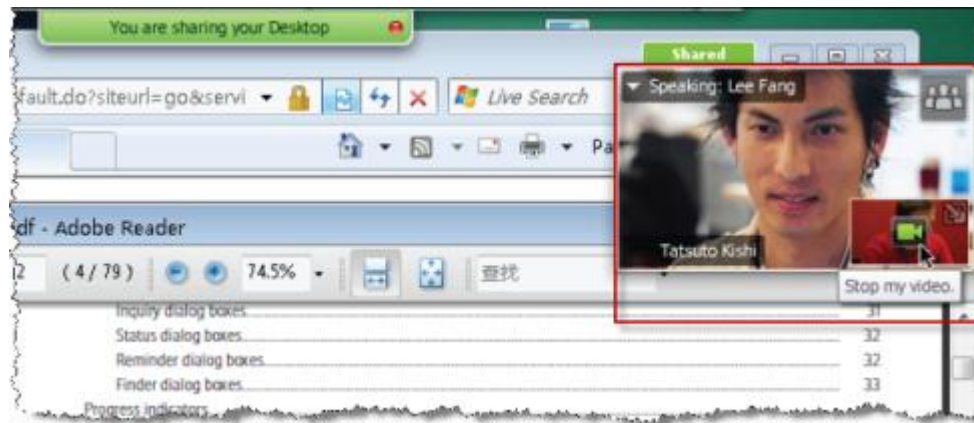 You are sharing your Desktop
Shared
fault.do?siteurl=go&servi
Live Search
Speaking: Lee Fang
Pa
df - Adobe Reader
Tatsuto Kishi
2 (4 / 79) 74.5% 查找
Stop my video.
Inquiry dialog boxes 31
Status dialog boxes 32
Reminder dialog boxes 32
Finder dialog boxes 33
Progress indicators